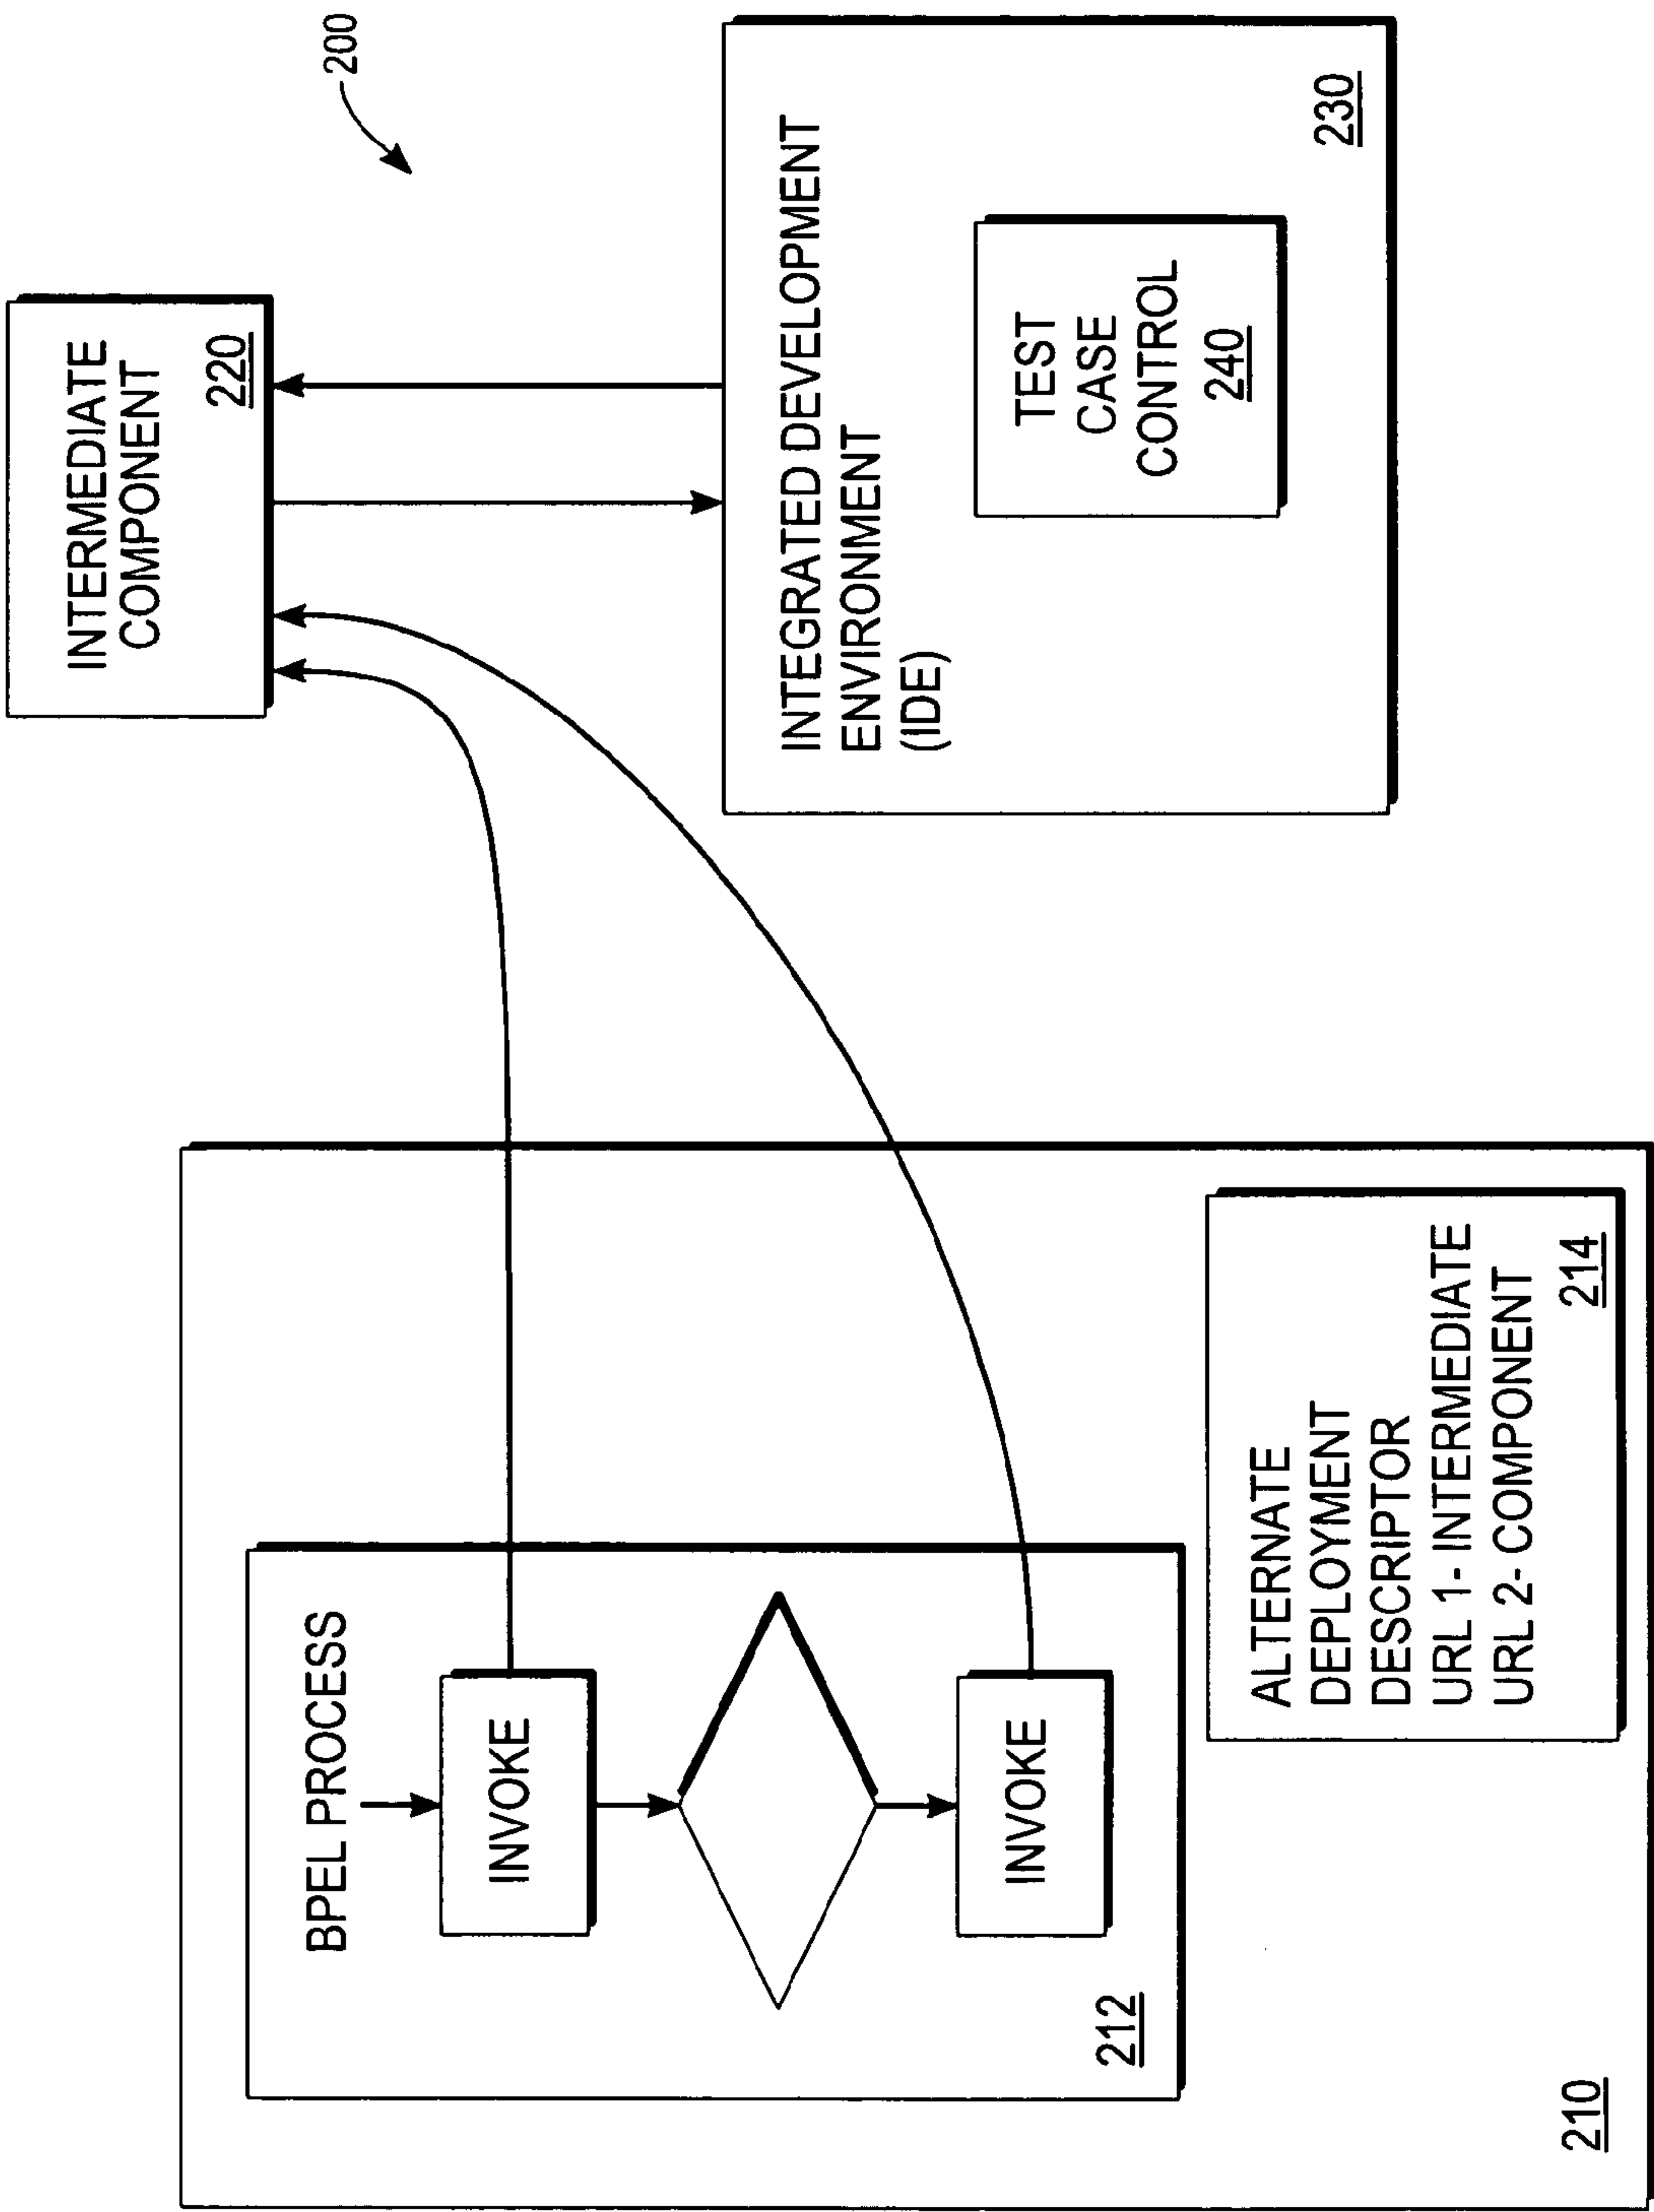 BPEL PROCESS
INVOKE
INVOKE
212
ALTERNATE
DEPLOYMENT
DESCRIPTOR
URL 1- INTERMEDIATE
URL 2- COMPONENT
214
210
INTERMEDIATE
COMPONENT
220
200
INTEGRATED DEVELOPMENT
ENVIRONMENT
(IDE)
TEST
CASE
CONTROL
240
230